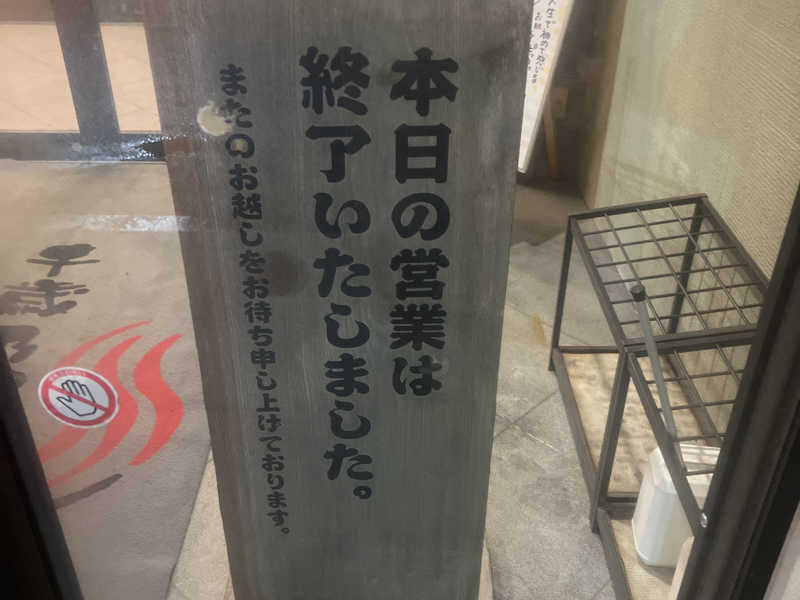 本日の営業は
終了いたしました。
またのお越しをお待ち申し上げております。